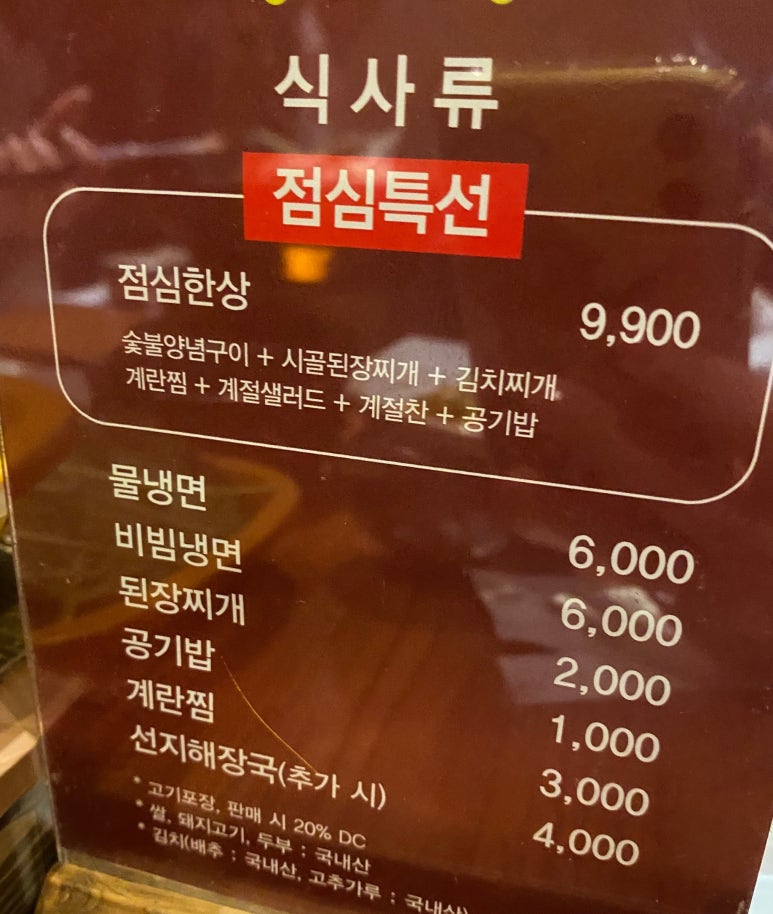 식사류
점심특선
점심한상 9,900
숯불양념구이 + 시골된장찌개 + 김치찌개
계란찜 + 계절샐러드 + 계절찬 + 공기밥
물냉면 6,000
비빔냉면 6,000
된장찌개 2,000
공기밥 1,000
계란찜 3,000
선지해장국(추가 시) 4,000
* 고기포장, 판매 시 20% DC
* 쌀, 돼지고기, 두부 : 국내산
* 김치(배추 : 국내산, 고추가루 : 국내산)